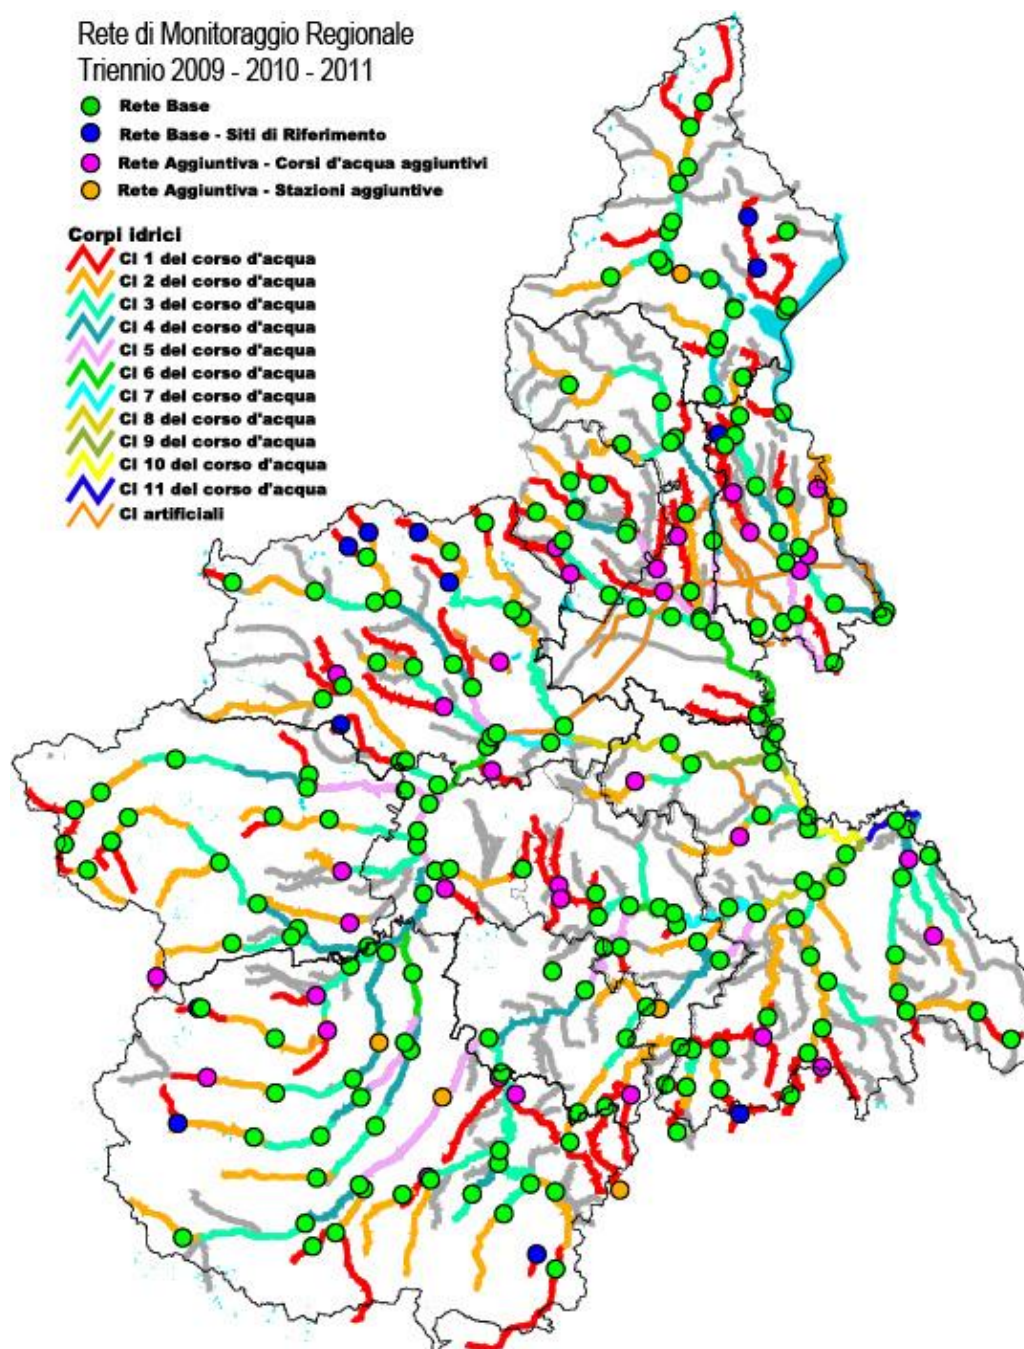 Rete di Monitoraggio Regionale
Triennio 2009 - 2010 - 2011
Rete Base
Rete Base - Siti di Riferimento
Rete Aggiuntiva - Corsi d'acqua aggiuntivi
Rete Aggiuntiva - Stazioni aggiuntive
Corpi idrici
CI 1 del corso d'acqua
CI 2 del corso d'acqua
CI 3 del corso d'acqua
CI 4 del corso d'acqua
CI 5 del corso d'acqua
CI 6 del corso d'acqua
CI 7 del corso d'acqua
CI 8 del corso d'acqua
CI 9 del corso d'acqua
CI 10 del corso d'acqua
CI 11 del corso d'acqua
CI artificiali